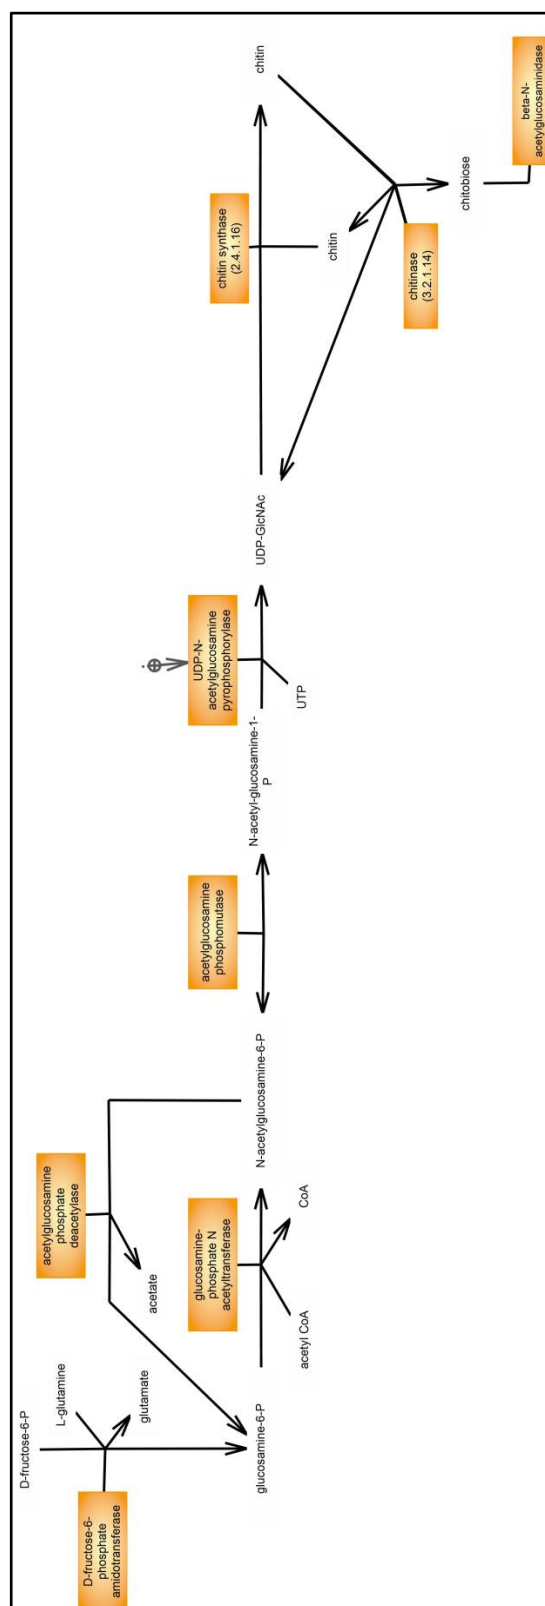 D-fructose-6-P
L-glutamine
glutamate
D-fructose-6-
phosphate
amidotransferase
glucosamine-6-P
acetylglucosamine
phosphate
deacetylase
acetate
glucosamine-
phosphate N
acetyltransferase
acetyl CoA
CoA
N-acetylglucosamine-6-P
acetylglucosamine
phosphomutase
N-acetyl-glucosamine-1-
P
UDP-N-
acetylglucosamine
pyrophosphorylase
UTP
UDP-GlcNAc
chitin synthase
(2.4.1.16)
chitin
chitin
chitinase
(3.2.1.14)
chitobiose
beta-N-
acetylglucosaminidase